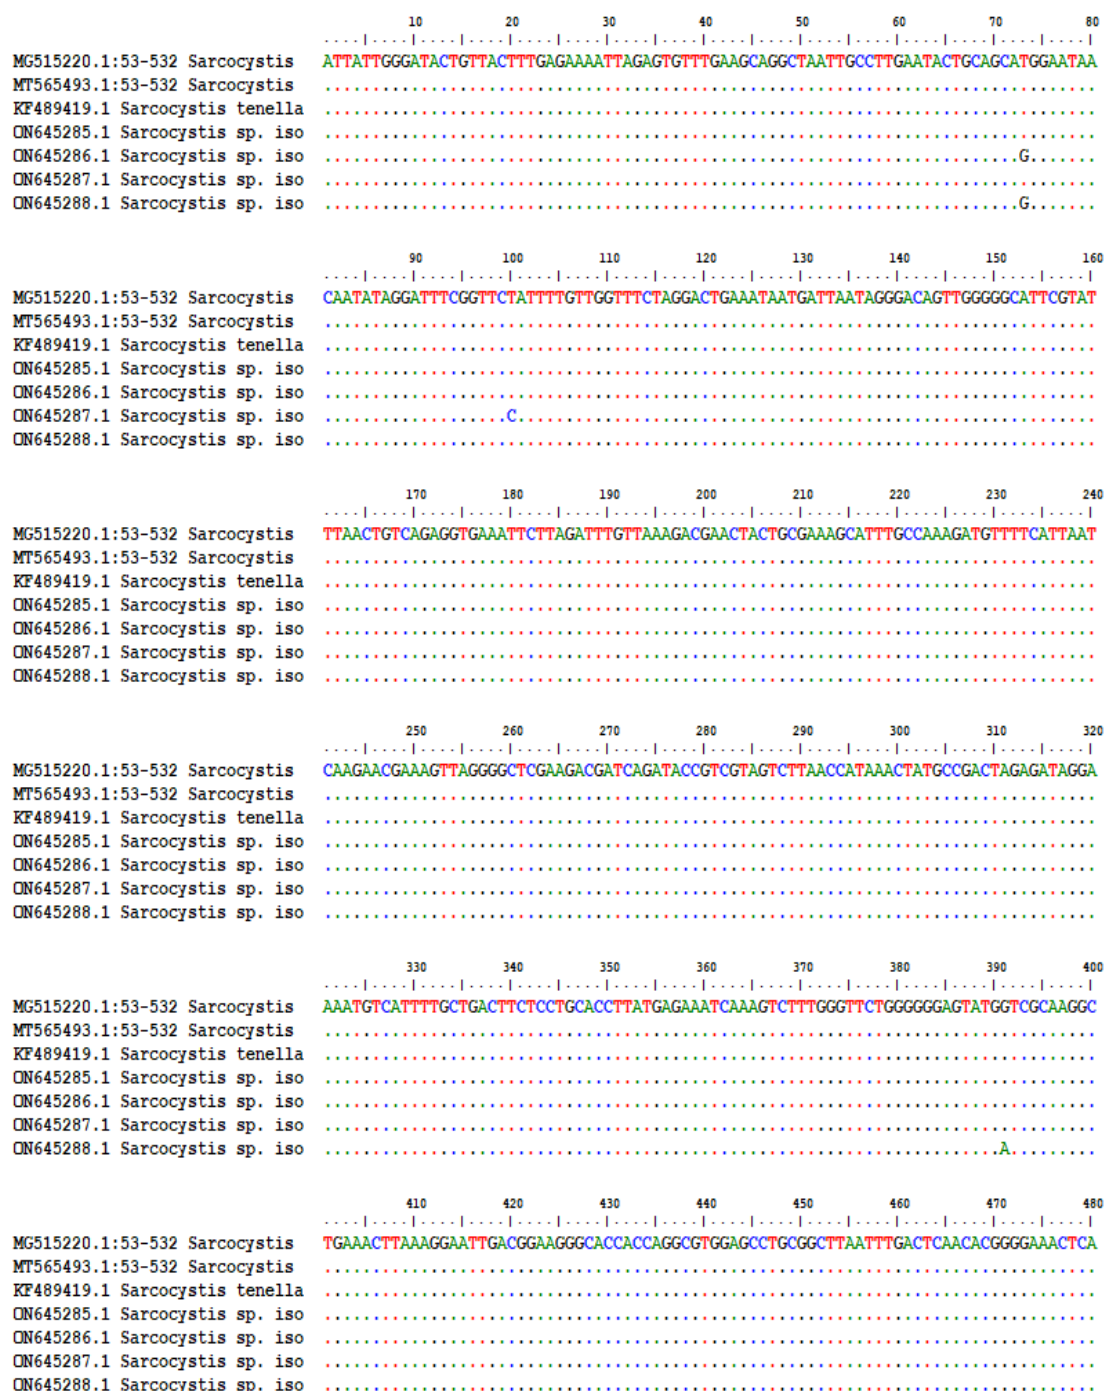 10 20 30 40 50 60 70 80
....|....|....|....|....|....|....|....|....|....|....|....|....|....|....|....|
MG515220.1:53-532 Sarcocystis ATTATTGGGATACTGTTACTTTGAGAAAATTAGAGTGTTTGAAGCAGGCTAATTGCCTTGAATACTGCAGCATGGAATAA
MT565493.1:53-532 Sarcocystis ................................................................................
KF489419.1 Sarcocystis tenella ................................................................................
ON645285.1 Sarcocystis sp. iso ................................................................................
ON645286.1 Sarcocystis sp. iso ........................................................................G.......
ON645287.1 Sarcocystis sp. iso ................................................................................
ON645288.1 Sarcocystis sp. iso ........................................................................G.......
90 100 110 120 130 140 150 160
....|....|....|....|....|....|....|....|....|....|....|....|....|....|....|....|
MG515220.1:53-532 Sarcocystis CAATATAGGATTTCGGTTCTATTTTGTTGGTTTCTAGGACTGAAATAATGATTAATAGGGACAGTTGGGGGCATTCGTAT
MT565493.1:53-532 Sarcocystis ................................................................................
KF489419.1 Sarcocystis tenella ................................................................................
ON645285.1 Sarcocystis sp. iso ................................................................................
ON645286.1 Sarcocystis sp. iso ................................................................................
ON645287.1 Sarcocystis sp. iso ...................C............................................................
ON645288.1 Sarcocystis sp. iso ................................................................................
170 180 190 200 210 220 230 240
....|....|....|....|....|....|....|....|....|....|....|....|....|....|....|....|
MG515220.1:53-532 Sarcocystis TTAACTGTCAGAGGTGAAATTCTTAGATTTGTTAAAGACGAACTACTGCGAAAGCATTTGCCAAAGATGTTTTCATTAAT
MT565493.1:53-532 Sarcocystis ................................................................................
KF489419.1 Sarcocystis tenella ................................................................................
ON645285.1 Sarcocystis sp. iso ................................................................................
ON645286.1 Sarcocystis sp. iso ................................................................................
ON645287.1 Sarcocystis sp. iso ................................................................................
ON645288.1 Sarcocystis sp. iso ................................................................................
250 260 270 280 290 300 310 320
....|....|....|....|....|....|....|....|....|....|....|....|....|....|....|....|
MG515220.1:53-532 Sarcocystis CAAGAACGAAAGTTAGGGGCTCGAAGACGATCAGATACCGTCGTAGTCTTAACCATAAACTATGCCGACTAGAGATAGGA
MT565493.1:53-532 Sarcocystis ................................................................................
KF489419.1 Sarcocystis tenella ................................................................................
ON645285.1 Sarcocystis sp. iso ................................................................................
ON645286.1 Sarcocystis sp. iso ................................................................................
ON645287.1 Sarcocystis sp. iso ................................................................................
ON645288.1 Sarcocystis sp. iso ................................................................................
330 340 350 360 370 380 390 400
....|....|....|....|....|....|....|....|....|....|....|....|....|....|....|....|
MG515220.1:53-532 Sarcocystis AAATGTCATTTTGCTGACTTCTCCTGCACCTTATGAGAAATCAAAGTCTTTGGGTTCTGGGGGGAGTATGGTCGCAAGGC
MT565493.1:53-532 Sarcocystis ................................................................................
KF489419.1 Sarcocystis tenella ................................................................................
ON645285.1 Sarcocystis sp. iso ................................................................................
ON645286.1 Sarcocystis sp. iso ................................................................................
ON645287.1 Sarcocystis sp. iso ................................................................................
ON645288.1 Sarcocystis sp. iso ......................................................................A.........
410 420 430 440 450 460 470 480
....|....|....|....|....|....|....|....|....|....|....|....|....|....|....|....|
MG515220.1:53-532 Sarcocystis TGAAACTTAAAGGAATTGACGGAAGGGCACCACCAGGCGTGGAGCCTGCGGCTTAATTTGACTCAACACGGGGAAACTCA
MT565493.1:53-532 Sarcocystis ................................................................................
KF489419.1 Sarcocystis tenella ................................................................................
ON645285.1 Sarcocystis sp. iso ................................................................................
ON645286.1 Sarcocystis sp. iso ................................................................................
ON645287.1 Sarcocystis sp. iso ................................................................................
ON645288.1 Sarcocystis sp. iso ................................................................................